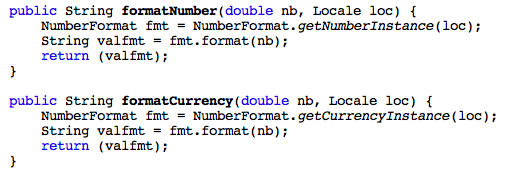 public String formatNumber(double nb, Locale loc) {
    NumberFormat fmt = NumberFormat.getNumberInstance(loc);
    String valfmt = fmt.format(nb);
    return (valfmt);
}

public String formatCurrency(double nb, Locale loc) {
    NumberFormat fmt = NumberFormat.getCurrencyInstance(loc);
    String valfmt = fmt.format(nb);
    return (valfmt);
}